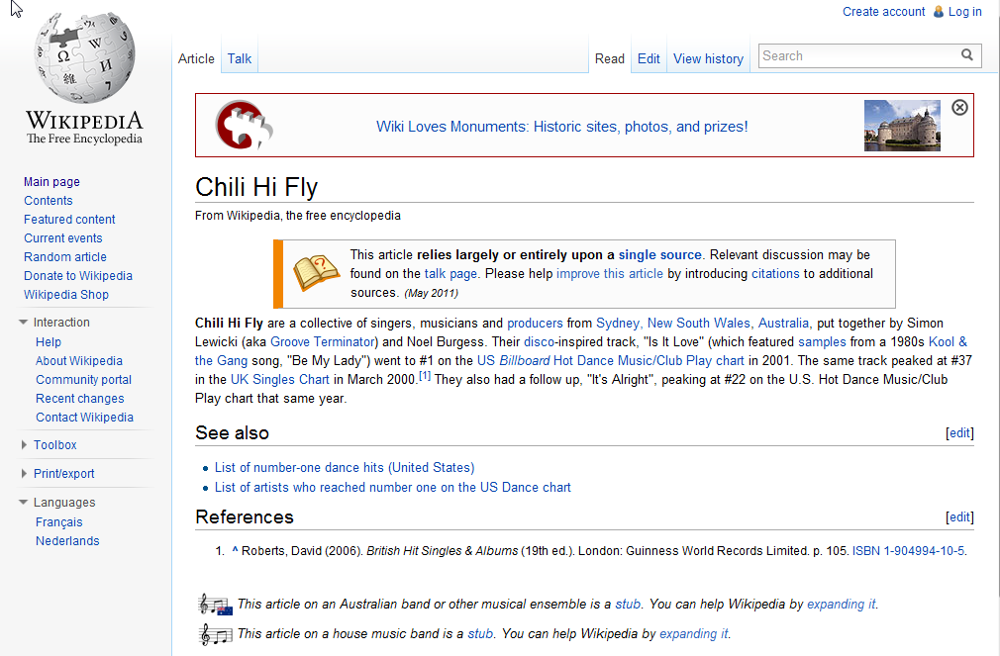 Create account Log in
WIKIPEDIA
The Free Encyclopedia
Article Talk Read Edit View history Search
Wiki Loves Monuments: Historic sites, photos, and prizes!
Main page
Contents
Featured content
Current events
Random article
Donate to Wikipedia
Wikipedia Shop
Interaction
Help
About Wikipedia
Community portal
Recent changes
Contact Wikipedia
Toolbox
Print/export
Languages
Français
Nederlands
Chili Hi Fly
From Wikipedia, the free encyclopedia
This article relies largely or entirely upon a single source. Relevant discussion may be
found on the talk page. Please help improve this article by introducing citations to additional
sources. (May 2011)
Chili Hi Fly are a collective of singers, musicians and producers from Sydney, New South Wales, Australia, put together by Simon
Lewicki (aka Groove Terminator) and Noel Burgess. Their disco-inspired track, "Is It Love" (which featured samples from a 1980s Kool &
the Gang song, "Be My Lady") went to #1 on the US Billboard Hot Dance Music/Club Play chart in 2001. The same track peaked at #37
in the UK Singles Chart in March 2000.[1] They also had a follow up, "It's Alright", peaking at #22 on the U.S. Hot Dance Music/Club
Play chart that same year.
See also [edit]
• List of number-one dance hits (United States)
• List of artists who reached number one on the US Dance chart
References [edit]
1. ^ Roberts, David (2006). British Hit Singles & Albums (19th ed.). London: Guinness World Records Limited. p. 105. ISBN 1-904994-10-5.
This article on an Australian band or other musical ensemble is a stub. You can help Wikipedia by expanding it.
This article on a house music band is a stub. You can help Wikipedia by expanding it.